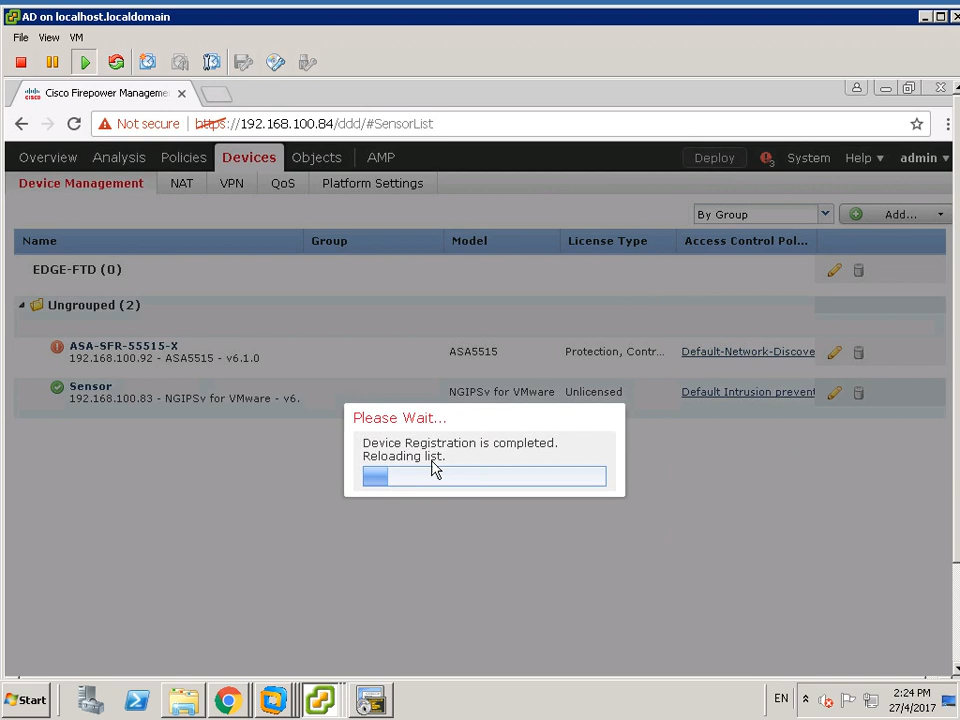 AD on localhost.localdomain
File View VM
Cisco Firepower Manageme
Not secure https://192.168.100.84/ddd/#SensorList
Overview Analysis Policies Devices Objects AMP Deploy 3 System Help admin
Device Management NAT VPN QoS Platform Settings
By Group Add...
Name Group Model License Type Access Control Pol...
EDGE-FTD (0)
Ungrouped (2)
ASA-SFR-55515-X
192.168.100.92 - ASA5515 - v6.1.0
ASA5515 Protection, Contr... Default-Network-Discove
Sensor
192.168.100.83 - NGIPSv for VMware - v6.
NGIPSv for VMware Unlicensed Default Intrusion prevent
Please Wait...
Device Registration is completed.
Reloading list.
Start EN 2:24 PM
27/4/2017